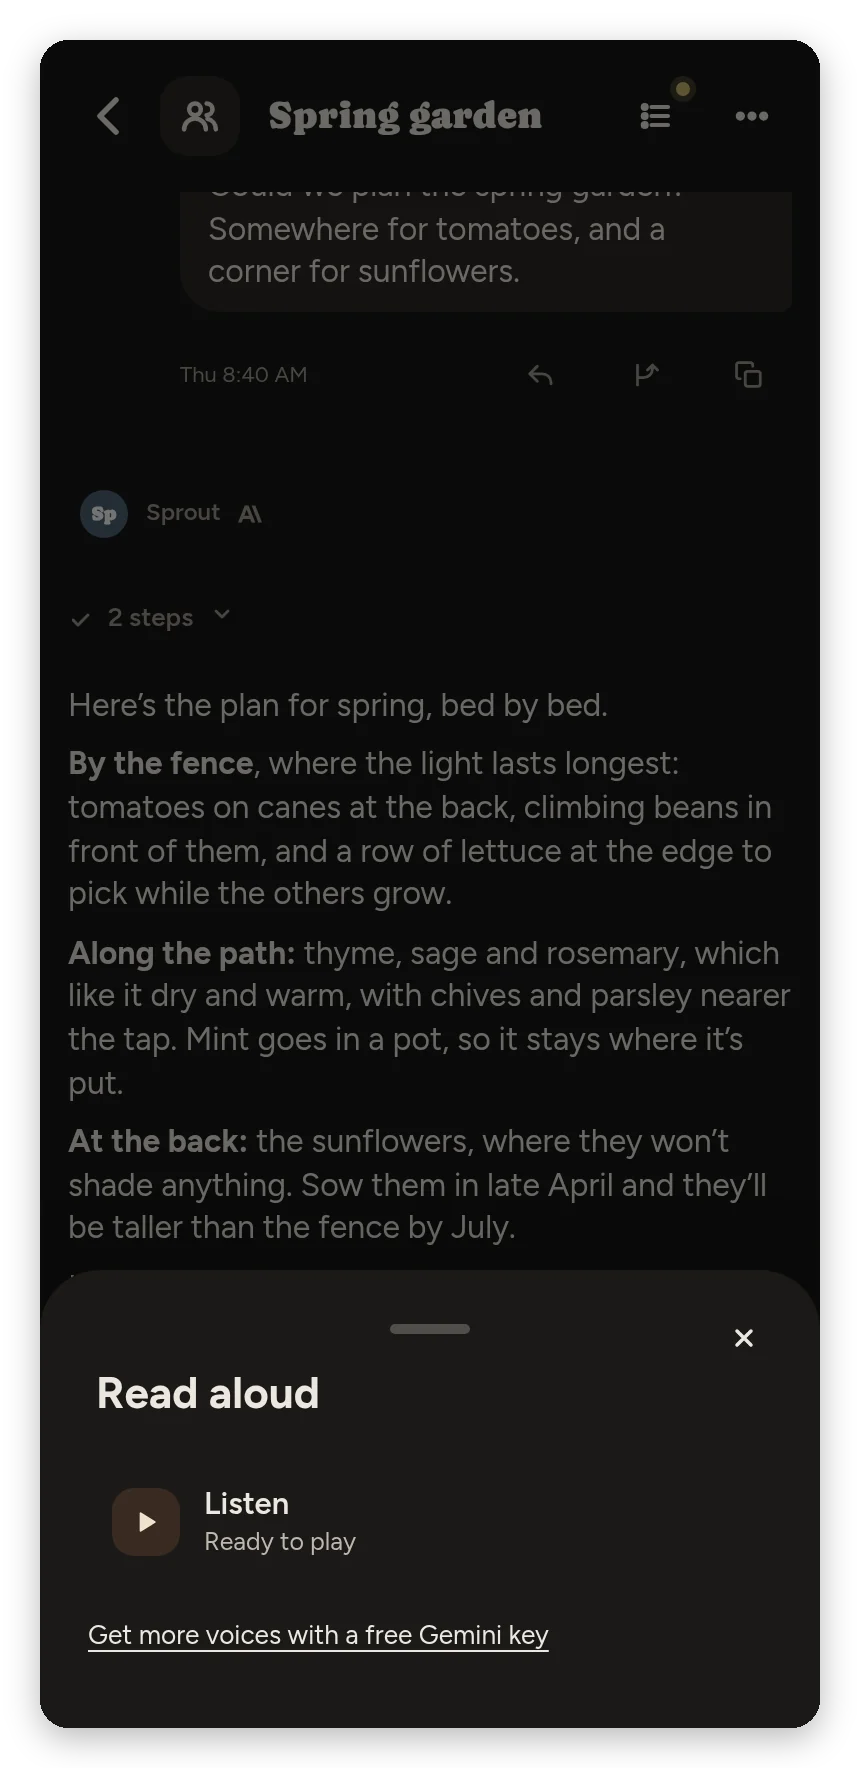 Spring garden
Could we plan the spring garden?
Somewhere for tomatoes, and a
corner for sunflowers.
Thu 8:40 AM
Sp
Sprout
2 steps
Here’s the plan for spring, bed by bed.
By the fence, where the light lasts longest:
tomatoes on canes at the back, climbing beans in
front of them, and a row of lettuce at the edge to
pick while the others grow.
Along the path: thyme, sage and rosemary, which
like it dry and warm, with chives and parsley nearer
the tap. Mint goes in a pot, so it stays where it’s
put.
At the back: the sunflowers, where they won’t
shade anything. Sow them in late April and they’ll
be taller than the fence by July.
Read aloud
Listen
Ready to play
Get more voices with a free Gemini key